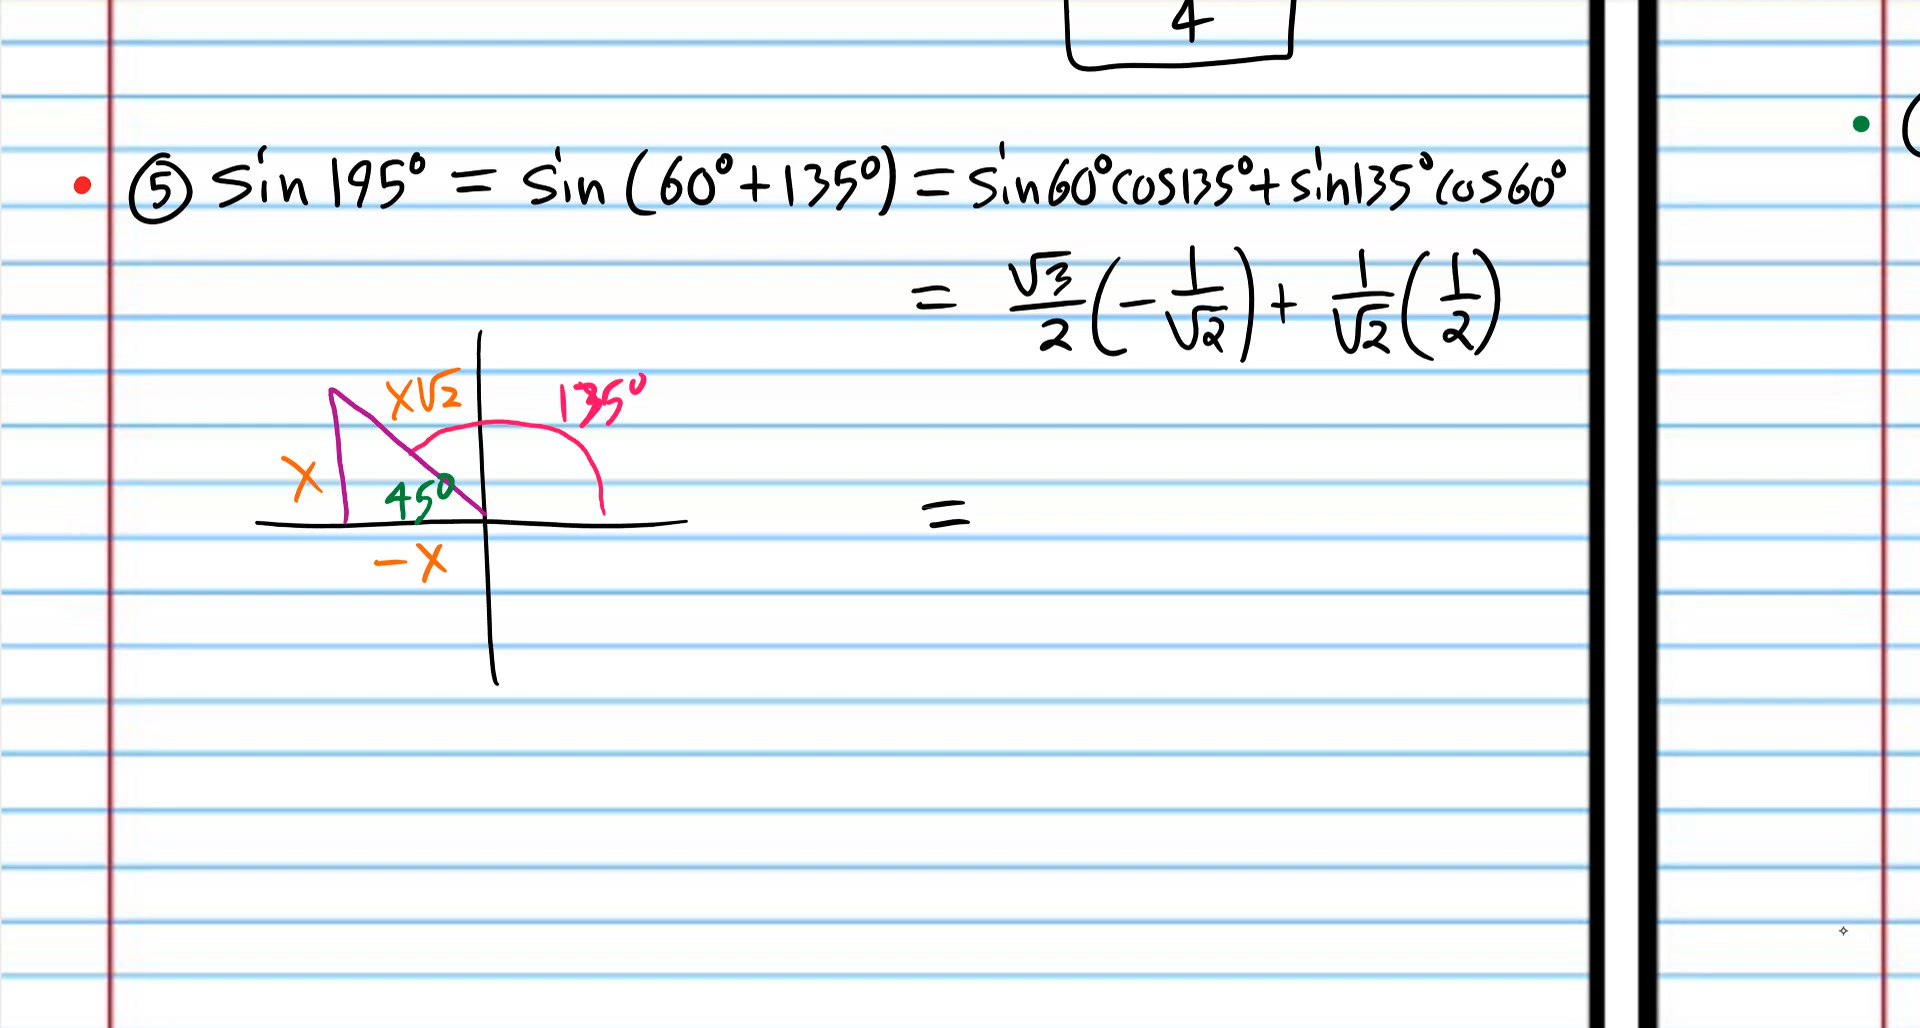 4
⑤ sin 195° = sin (60° + 135°) = sin60°cos135° + sin135°cos60°
= √3/2 (-1/√2) + 1/√2 (1/2)
x√2 135°
x 45°
=
-x